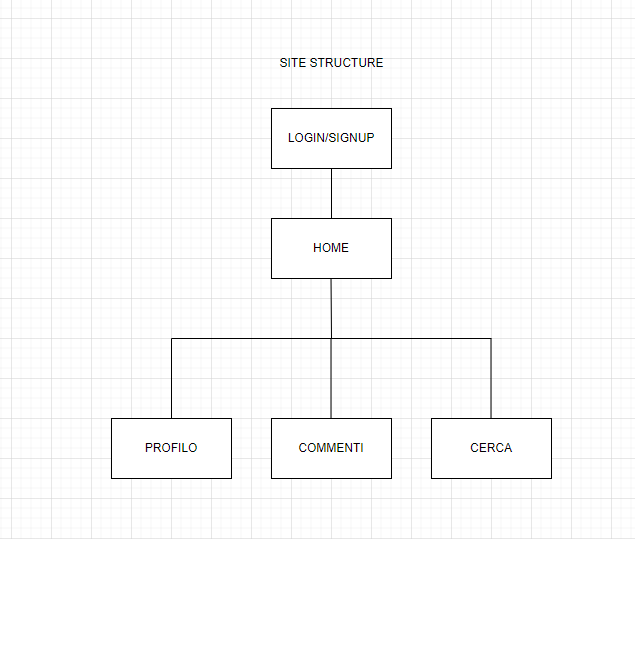 SITE STRUCTURE
LOGIN/SIGNUP
HOME
PROFILO
COMMENTI
CERCA